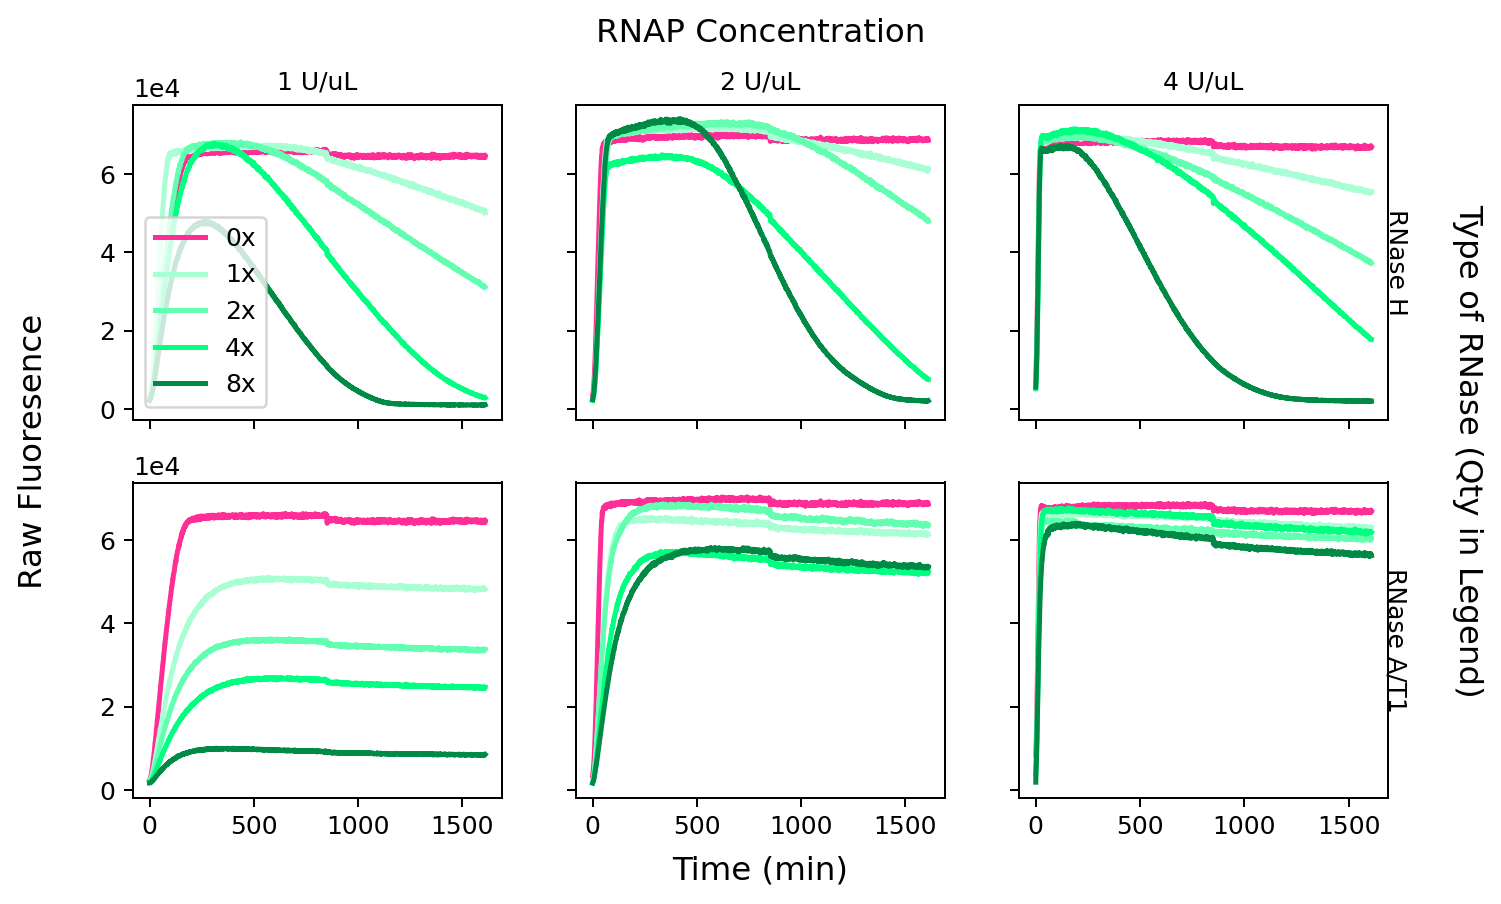 RNAP Concentration
1 U/uL
2 U/uL
4 U/uL
1e4
6
4
2
0
0x
1x
2x
4x
8x
RNase H
1e4
6
4
2
0
0
500
1000
1500
0
500
1000
1500
0
500
1000
1500
RNase A/T1
Time (min)
Raw Fluoresence
Type of RNase (Qty in Legend)